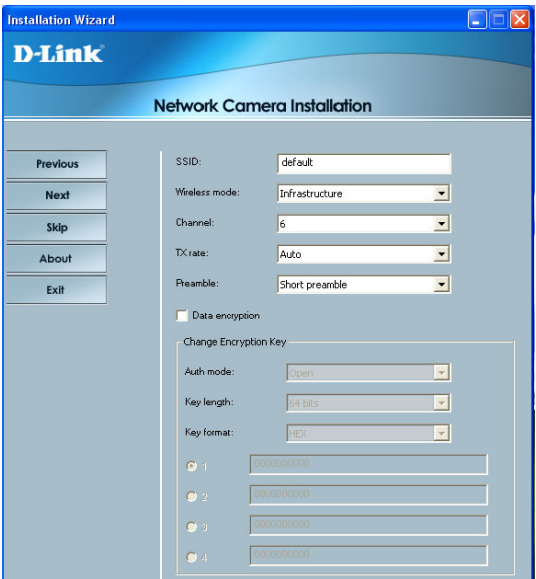 Installation Wizard
D-Link
Network Camera Installation
Previous
Next
Skip
About
Exit
SSID: default
Wireless mode: Infrastructure
Channel: 6
TX rate: Auto
Preamble: Short preamble
Data encryption
Change Encryption Key
Auth mode: Open
Key length: 64 bits
Key format: HEX
1 0000000000
2 0000000000
3 0000000000
4 0000000000